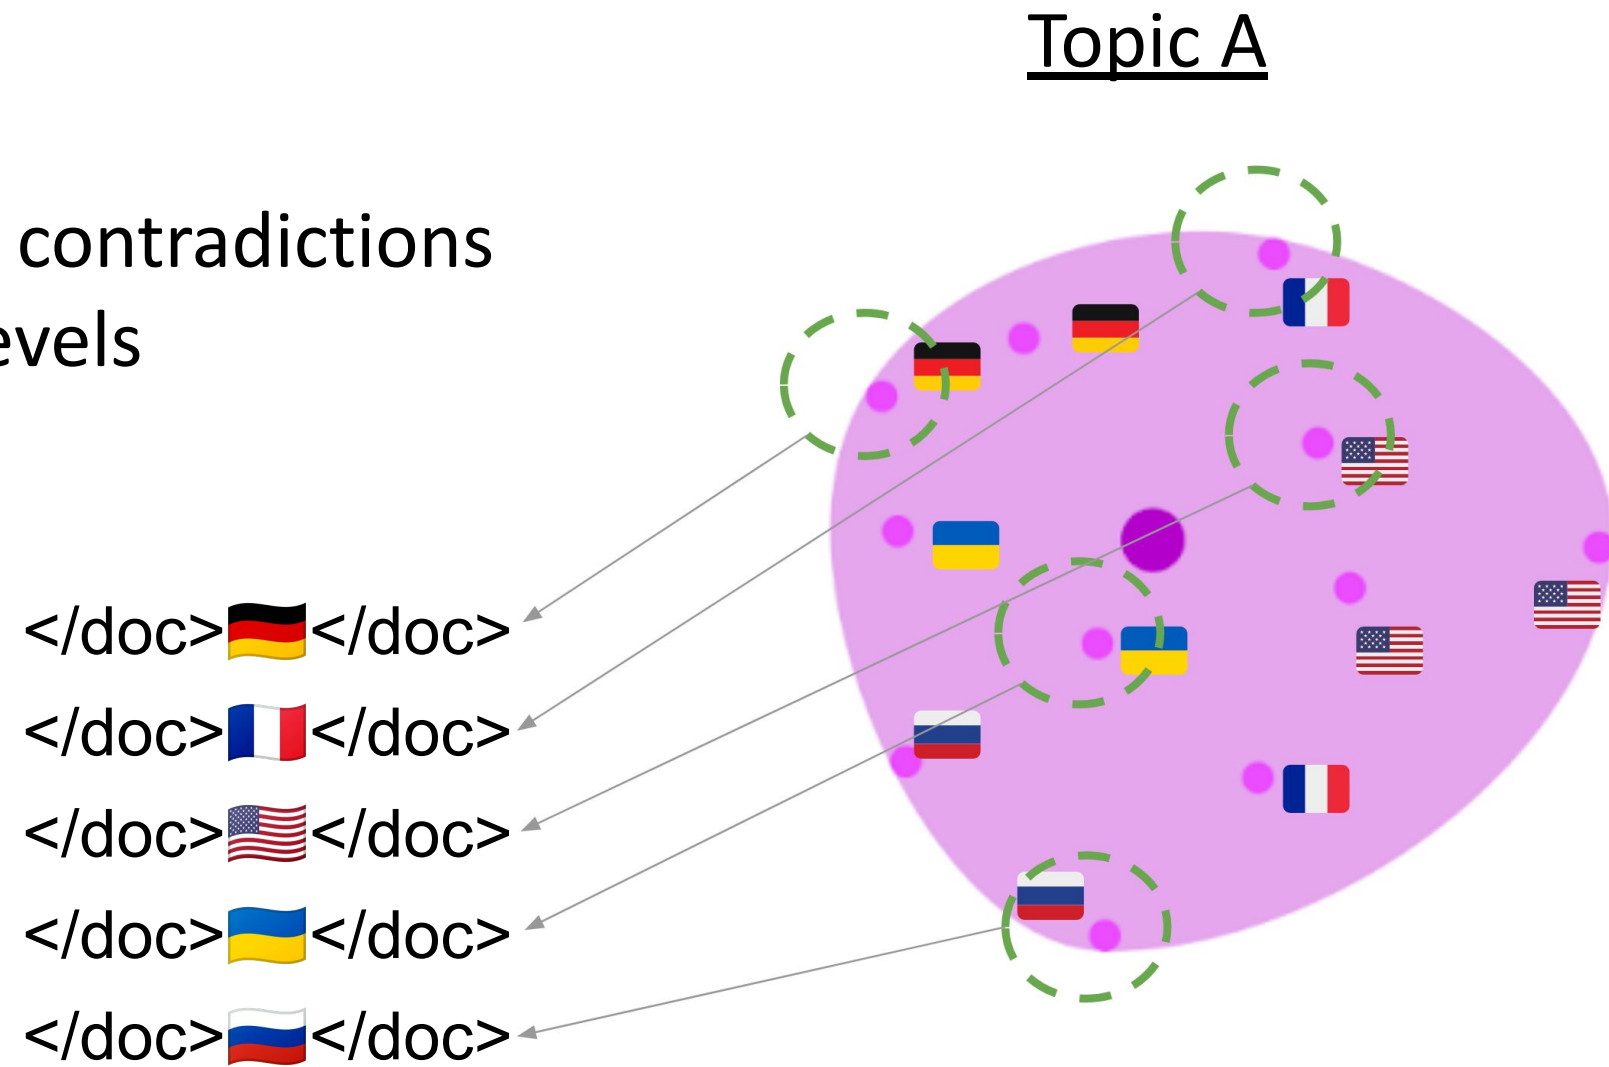 Topic A
contradictions
evels
</doc>🇩🇪</doc>
</doc>🇫🇷</doc>
</doc>🇺🇸</doc>
</doc>🇺🇦</doc>
</doc>🇷🇺</doc>